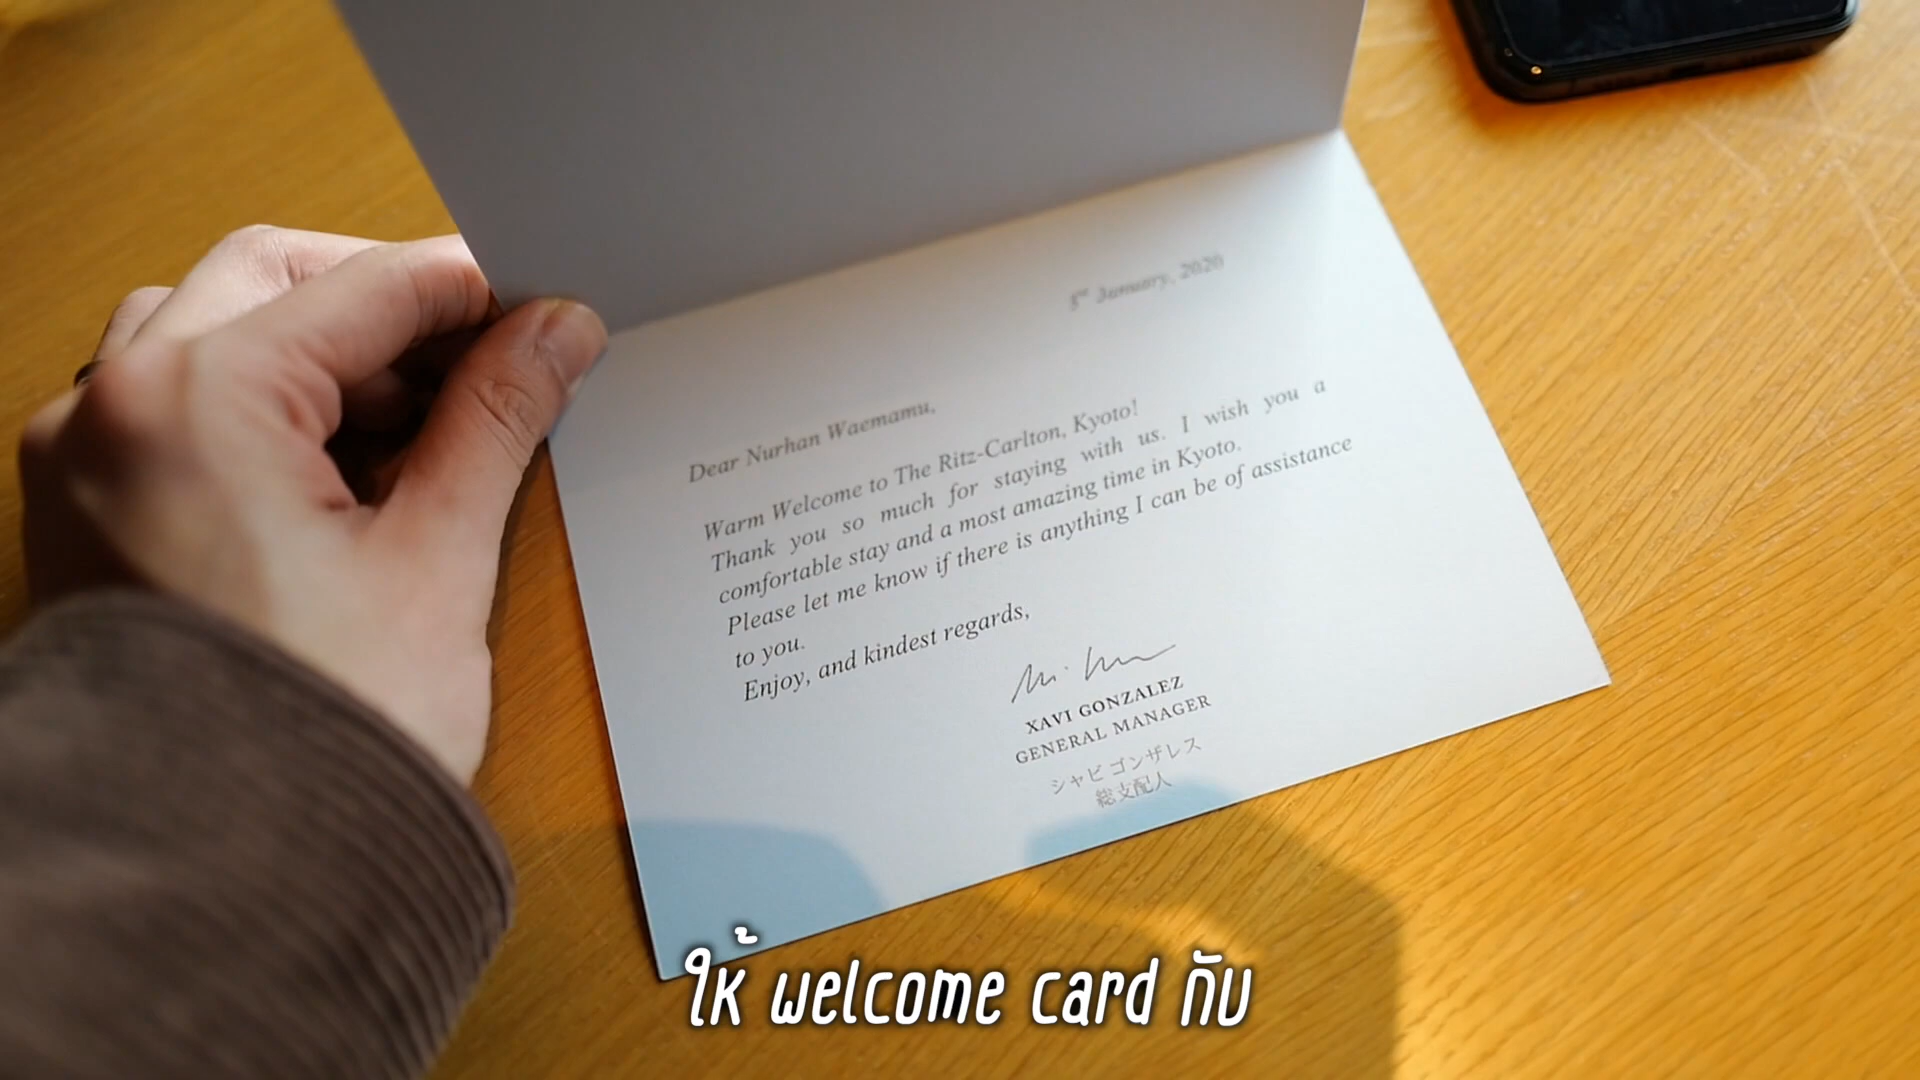 January, 2020
Dear Nurhan Waemamu,
Warm Welcome to The Ritz-Carlton, Kyoto!
Thank you so much for staying with us. I wish you a
comfortable stay and a most amazing time in Kyoto.
Please let me know if there is anything I can be of assistance
to you.
Enjoy, and kindest regards,
XAVI GONZALEZ
GENERAL MANAGER
シャビ ゴンザレス
総支配人
ให้ welcome card กับ